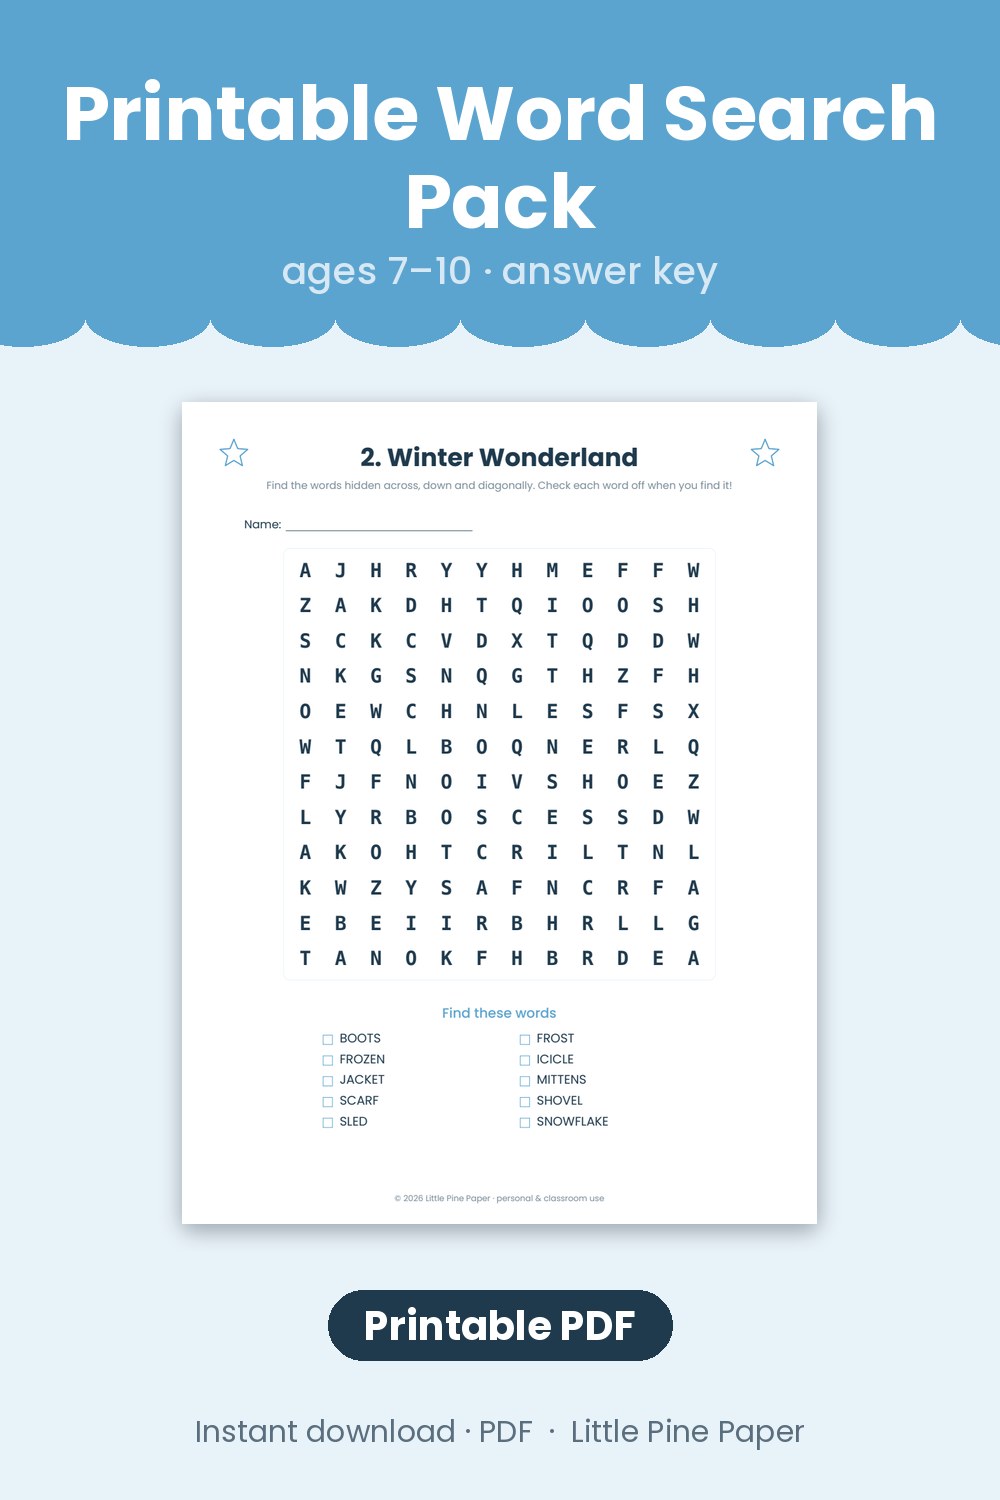 Printable Word Search
Pack
ages 7–10 · answer key
2. Winter Wonderland
Find the words hidden across, down and diagonally. Check each word off when you find it!
Name:
A J H R Y Y H M E F F W
Z A K D H T Q I O O S H
S C K C V D X T Q D D W
N K G S N Q G T H Z F H
O E W C H N L E S F S X
W T Q L B O Q N E R L Q
F J F N O I V S H O E Z
L Y R B O S C E S S D W
A K O H T C R I L T N L
K W Z Y S A F N C R F A
E B E I I R B H R L L G
T A N O K F H B R D E A
Find these words
BOOTS FROST
FROZEN ICICLE
JACKET MITTENS
SCARF SHOVEL
SLED SNOWFLAKE
© 2026 Little Pine Paper · personal & classroom use
Printable PDF
Instant download · PDF · Little Pine Paper